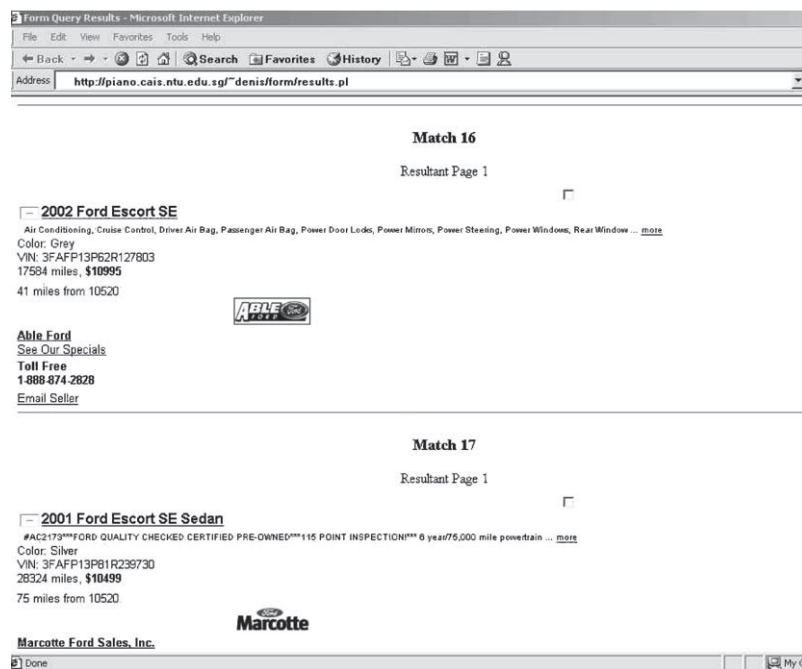 Form Query Results - Microsoft Internet Explorer
File Edit View Favorites Tools Help
Back Search Favorites History
Address http://piano.cais.ntu.edu.sg/~denis/form/results.pl
Match 16
Resultant Page 1
2002 Ford Escort SE
Air Conditioning, Cruise Control, Driver Air Bag, Passenger Air Bag, Power Door Locks, Power Mirrors, Power Steering, Power Windows, Rear Window ... more
Color: Grey
VIN: 3FAFP13P62R127803
17584 miles, $10995
41 miles from 10520
ABLE FORD Ford
Able Ford
See Our Specials
Toll Free
1-888-874-2828
Email Seller
Match 17
Resultant Page 1
2001 Ford Escort SE Sedan
#AC2173***FORD QUALITY CHECKED CERTIFIED PRE-OWNED***115 POINT INSPECTION!*** 6 year/75,000 mile powertrain ... more
Color: Silver
VIN: 3FAFP13P81R239730
28324 miles, $10499
75 miles from 10520
Ford
Marcotte
Marcotte Ford Sales, Inc.
Done My C